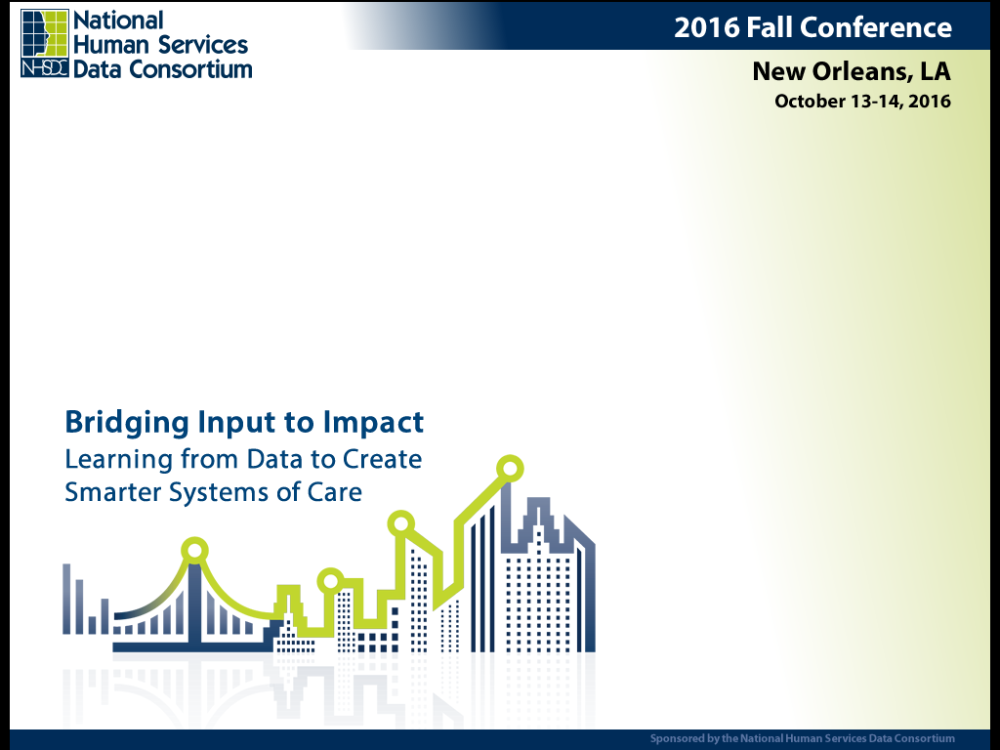 National
Human Services
Data Consortium
NHSDC
2016 Fall Conference
New Orleans, LA
October 13-14, 2016
Bridging Input to Impact
Learning from Data to Create
Smarter Systems of Care
Sponsored by the National Human Services Data Consortium